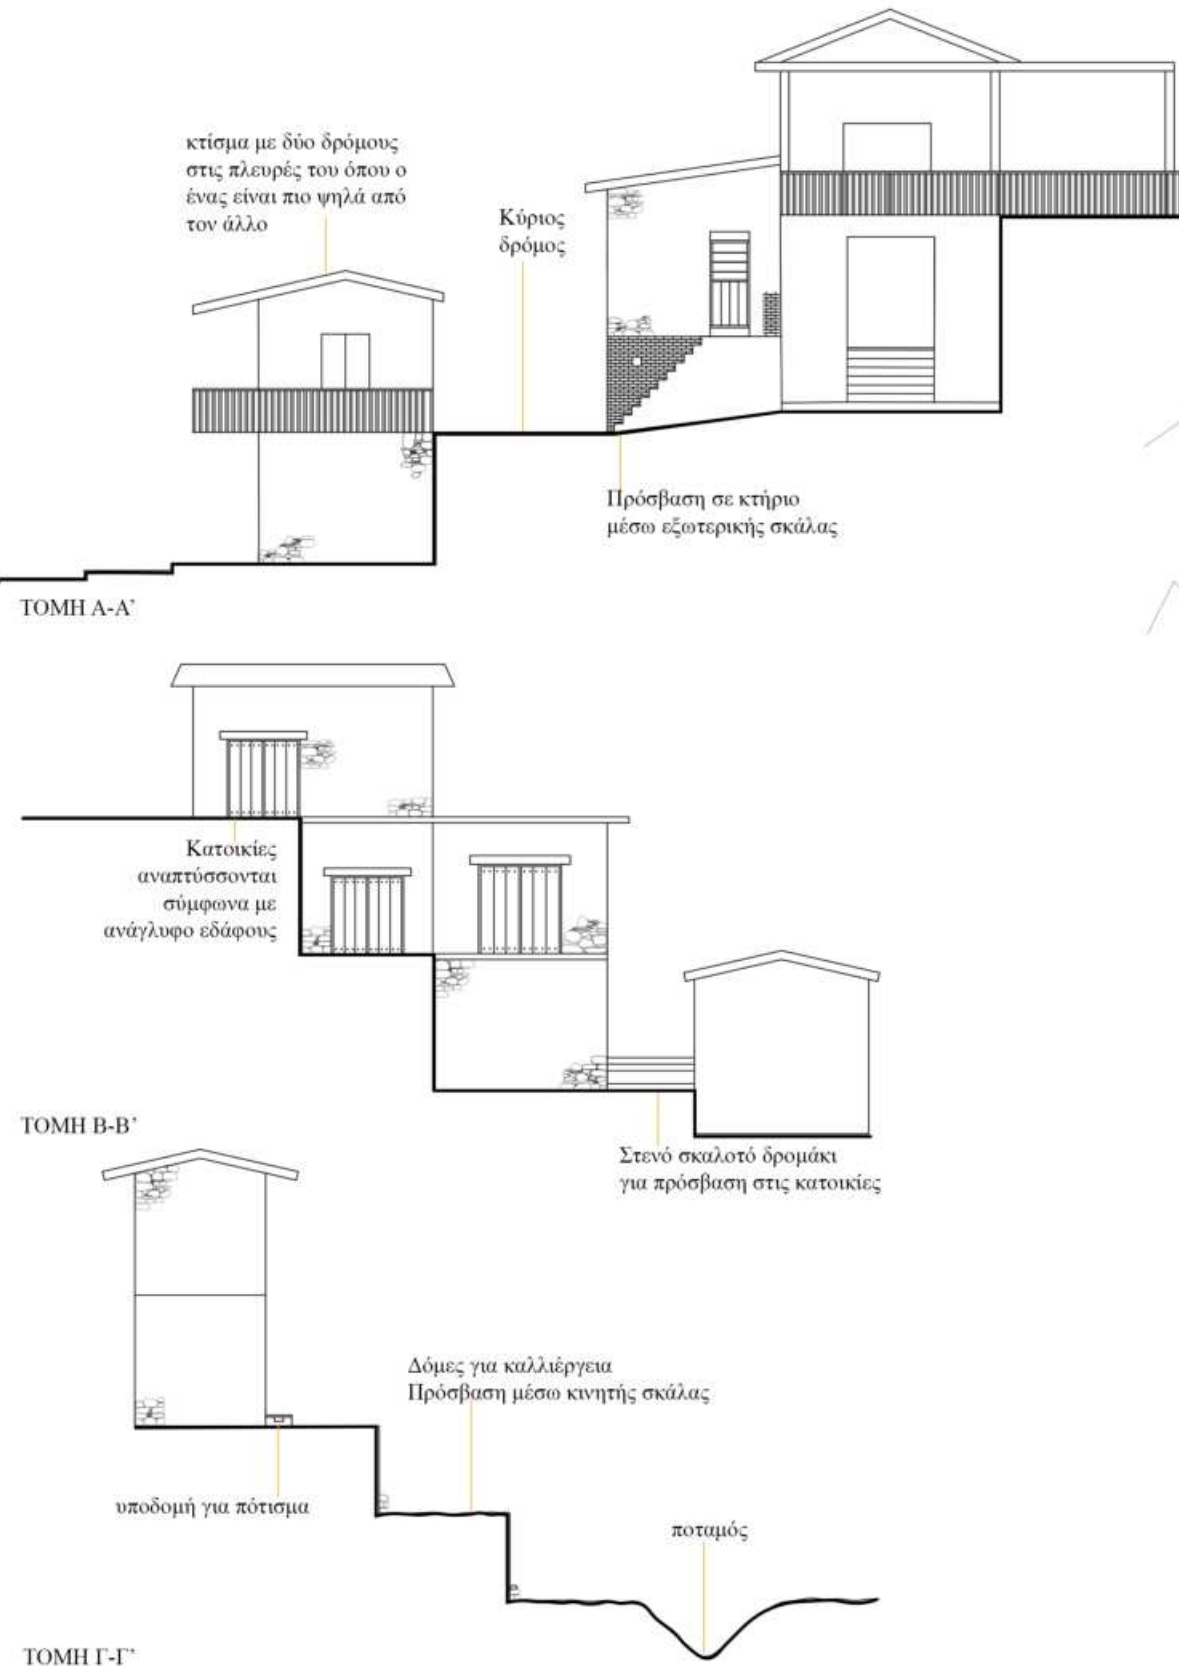 κτίσμα με δύο δρόμους
στις πλευρές του όπου ο
ένας είναι πιο ψηλά από
τον άλλο
Κύριος
δρόμος
Πρόσβαση σε κτήριο
μέσω εξωτερικής σκάλας
ΤΟΜΗ Α-Α’
Κατοικίες
αναπτύσσονται
σύμφωνα με
ανάγλυφο εδάφους
ΤΟΜΗ Β-Β’
Στενό σκαλοτό δρομάκι
για πρόσβαση στις κατοικίες
Δόμες για καλλιέργεια
Πρόσβαση μέσω κινητής σκάλας
υποδομή για πότισμα
ποταμός
ΤΟΜΗ Γ-Γ’